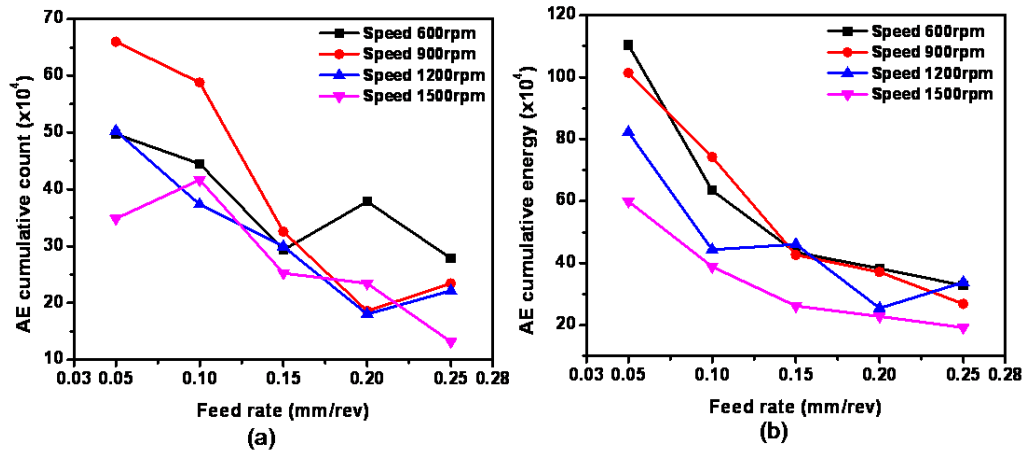 AE cumulative count (x10⁴)
70
60
50
40
30
20
10
Speed 600rpm
Speed 900rpm
Speed 1200rpm
Speed 1500rpm
0.03 0.05 0.10 0.15 0.20 0.25 0.28
Feed rate (mm/rev)
(a)
AE cumulative energy (x10⁴)
120
100
80
60
40
20
Speed 600rpm
Speed 900rpm
Speed 1200rpm
Speed 1500rpm
0.03 0.05 0.10 0.15 0.20 0.25 0.28
Feed rate (mm/rev)
(b)